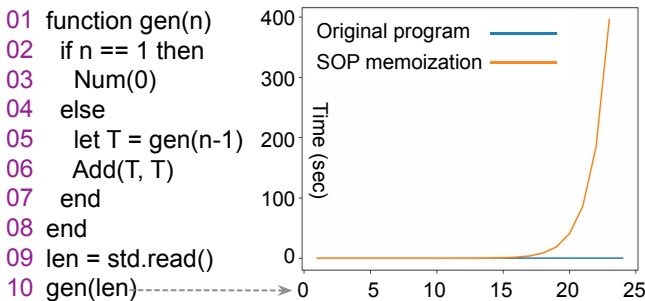 01 function gen(n)
02 if n == 1 then
03 Num(0)
04 else
05 let T = gen(n-1)
06 Add(T, T)
07 end
08 end
09 len = std.read()
10 gen(len)
Original program
SOP memoization
Time (sec)
400
300
200
100
0
0 5 10 15 20 25